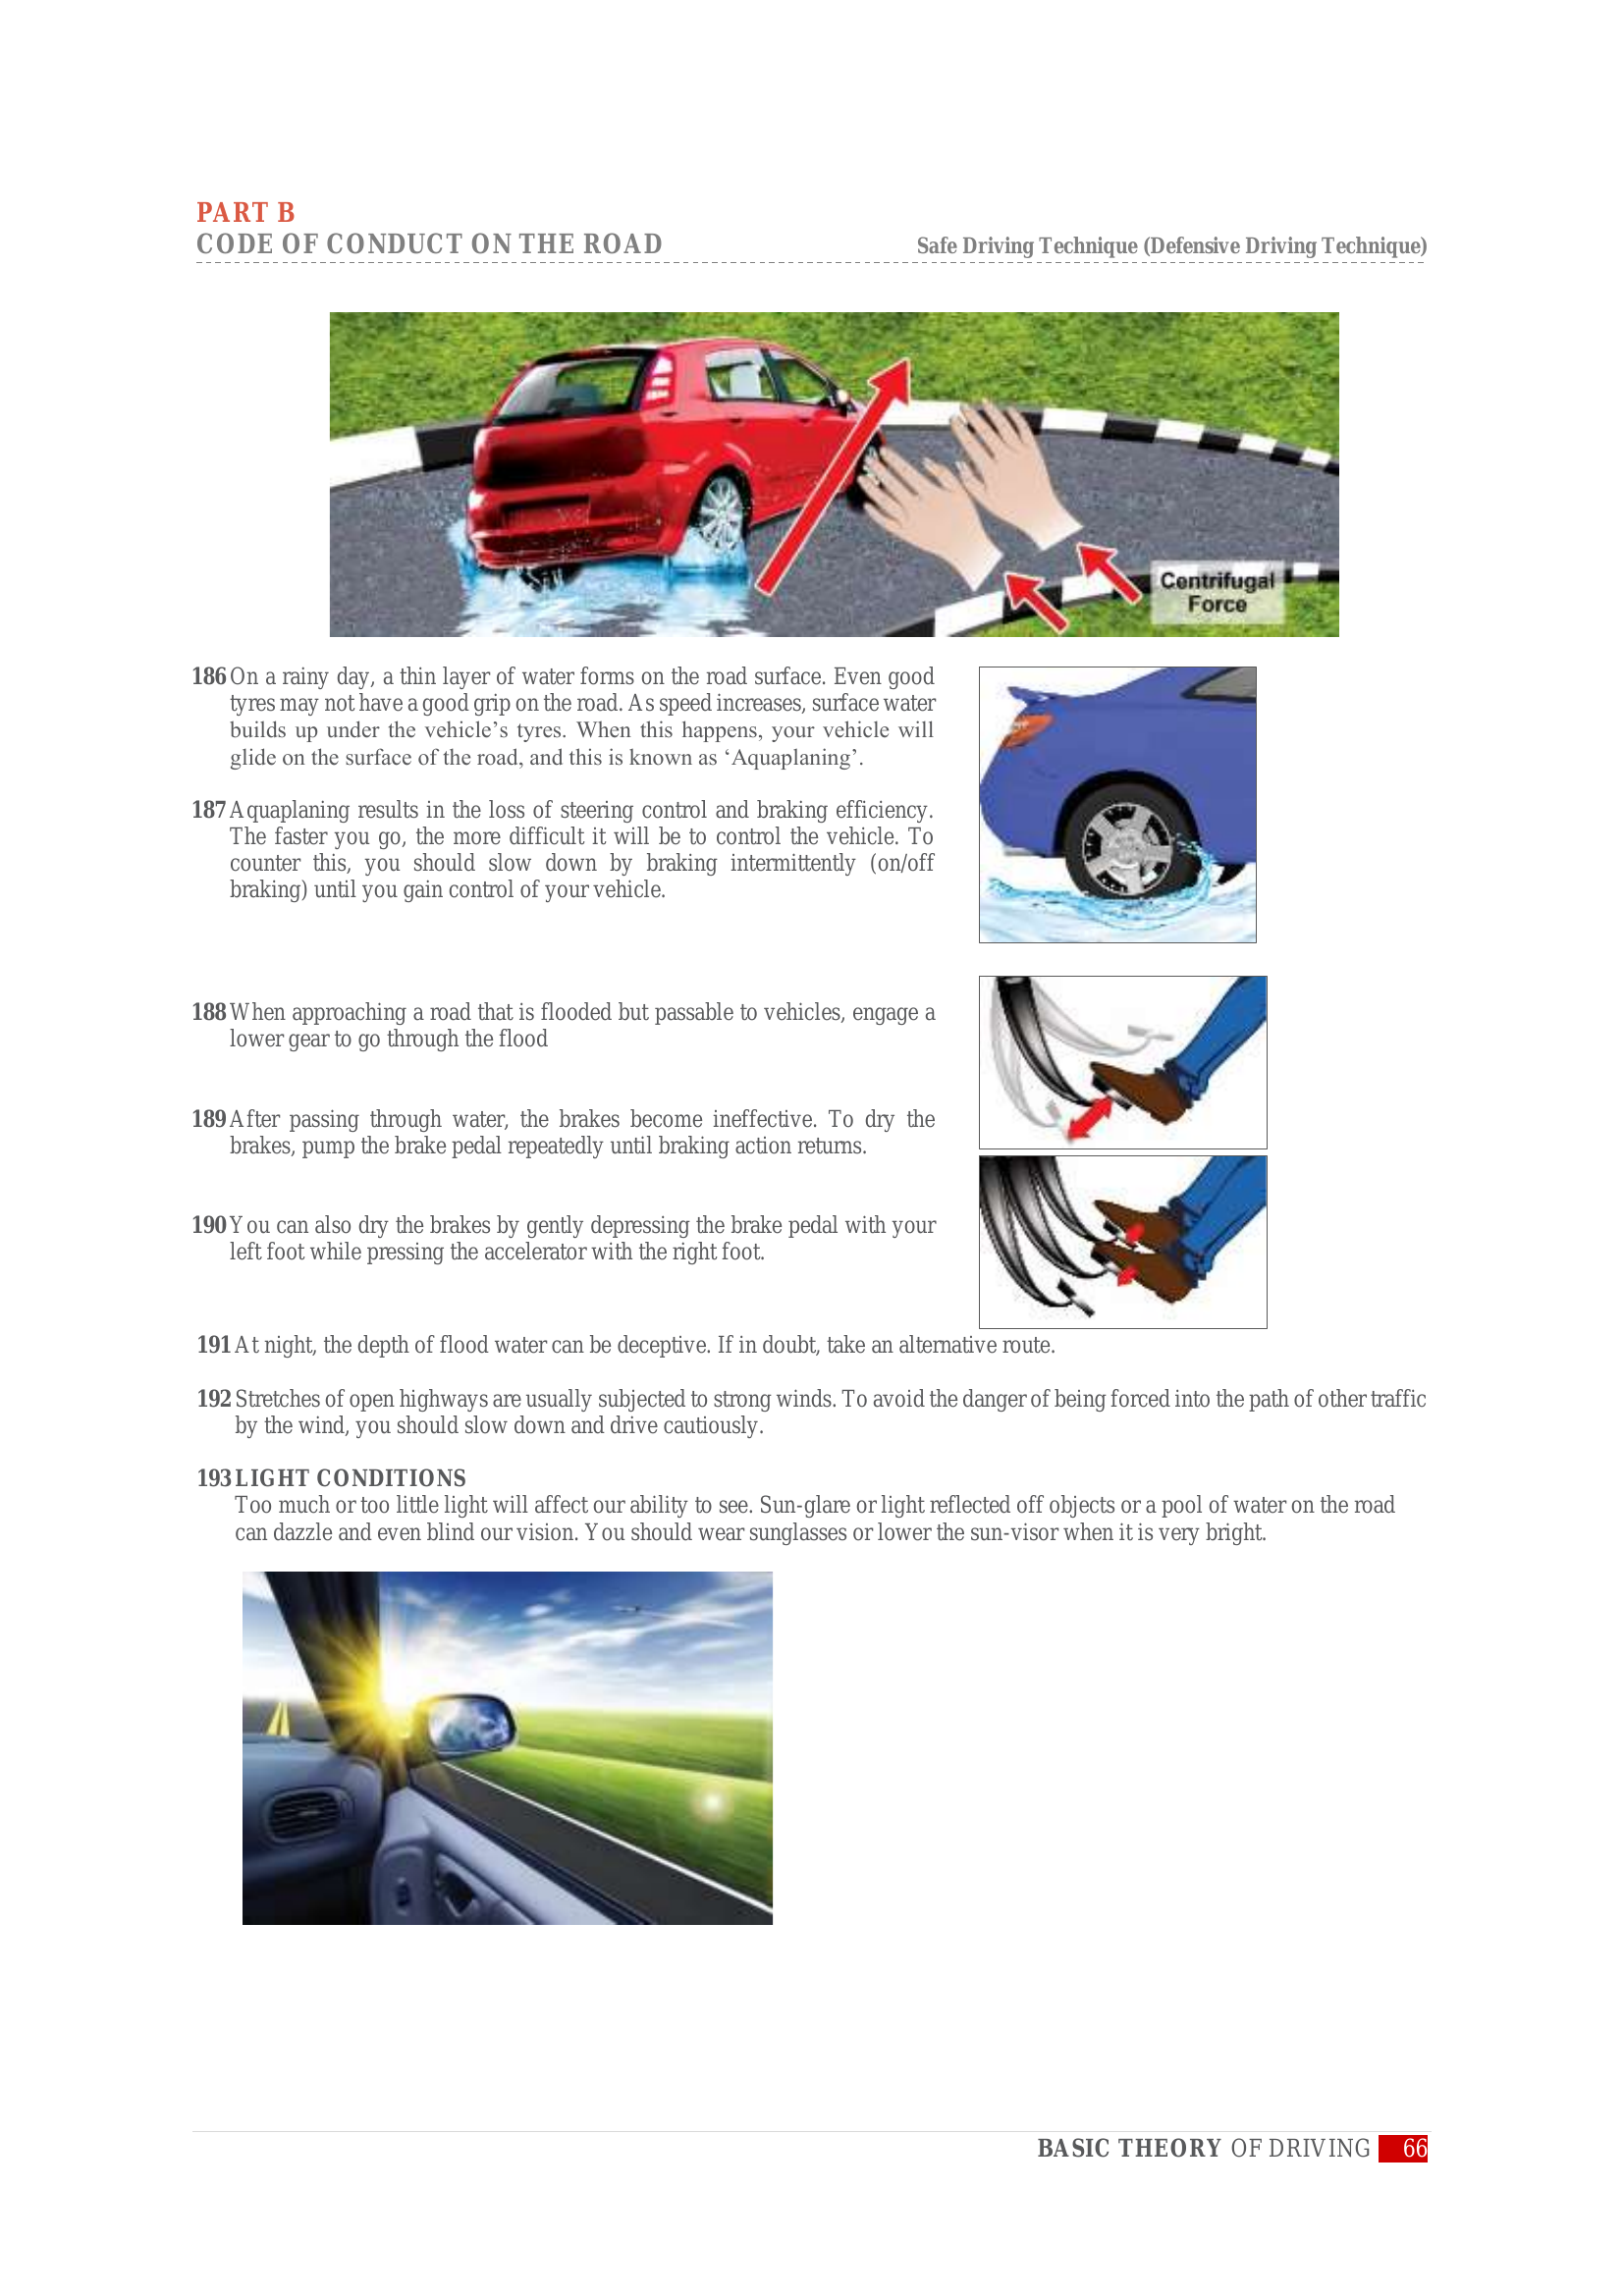 PART B
CODE OF CONDUCT ON THE ROAD
Safe Driving Technique (Defensive Driving Technique)
Centrifugal
Force
186 On a rainy day, a thin layer of water forms on the road surface. Even good
tyres may not have a good grip on the road. As speed increases, surface water
builds up under the vehicle’s tyres. When this happens, your vehicle will
glide on the surface of the road, and this is known as ‘Aquaplaning’.
187 Aquaplaning results in the loss of steering control and braking efficiency.
The faster you go, the more difficult it will be to control the vehicle. To
counter this, you should slow down by braking intermittently (on/off
braking) until you gain control of your vehicle.
188 When approaching a road that is flooded but passable to vehicles, engage a
lower gear to go through the flood
189 After passing through water, the brakes become ineffective. To dry the
brakes, pump the brake pedal repeatedly until braking action returns.
190 You can also dry the brakes by gently depressing the brake pedal with your
left foot while pressing the accelerator with the right foot.
191 At night, the depth of flood water can be deceptive. If in doubt, take an alternative route.
192 Stretches of open highways are usually subjected to strong winds. To avoid the danger of being forced into the path of other traffic
by the wind, you should slow down and drive cautiously.
193 LIGHT CONDITIONS
Too much or too little light will affect our ability to see. Sun-glare or light reflected off objects or a pool of water on the road
can dazzle and even blind our vision. You should wear sunglasses or lower the sun-visor when it is very bright.
BASIC THEORY OF DRIVING 66